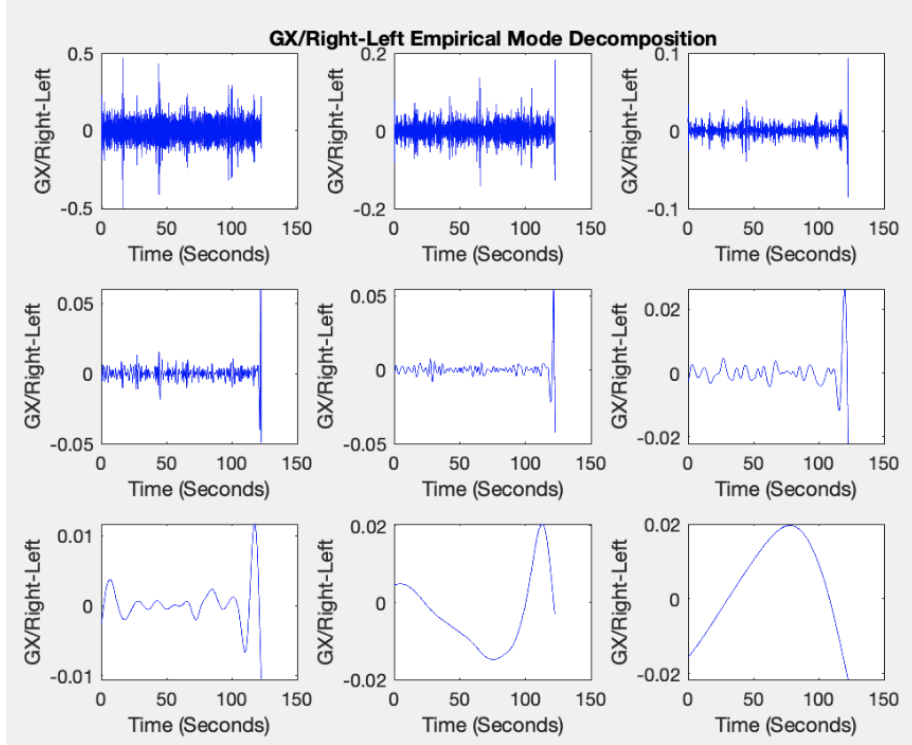 GX/Right-Left Empirical Mode Decomposition
GX/Right-Left
0.5
0
-0.5
0 50 100 150
Time (Seconds)
GX/Right-Left
0.2
0
-0.2
0 50 100 150
Time (Seconds)
GX/Right-Left
0.1
0
-0.1
0 50 100 150
Time (Seconds)
GX/Right-Left
0.05
0
-0.05
0 50 100 150
Time (Seconds)
GX/Right-Left
0.05
0
-0.05
0 50 100 150
Time (Seconds)
GX/Right-Left
0.02
0
-0.02
0 50 100 150
Time (Seconds)
GX/Right-Left
0.01
0
-0.01
0 50 100 150
Time (Seconds)
GX/Right-Left
0.02
0
-0.02
0 50 100 150
Time (Seconds)
GX/Right-Left
0.02
0
-0.02
0 50 100 150
Time (Seconds)